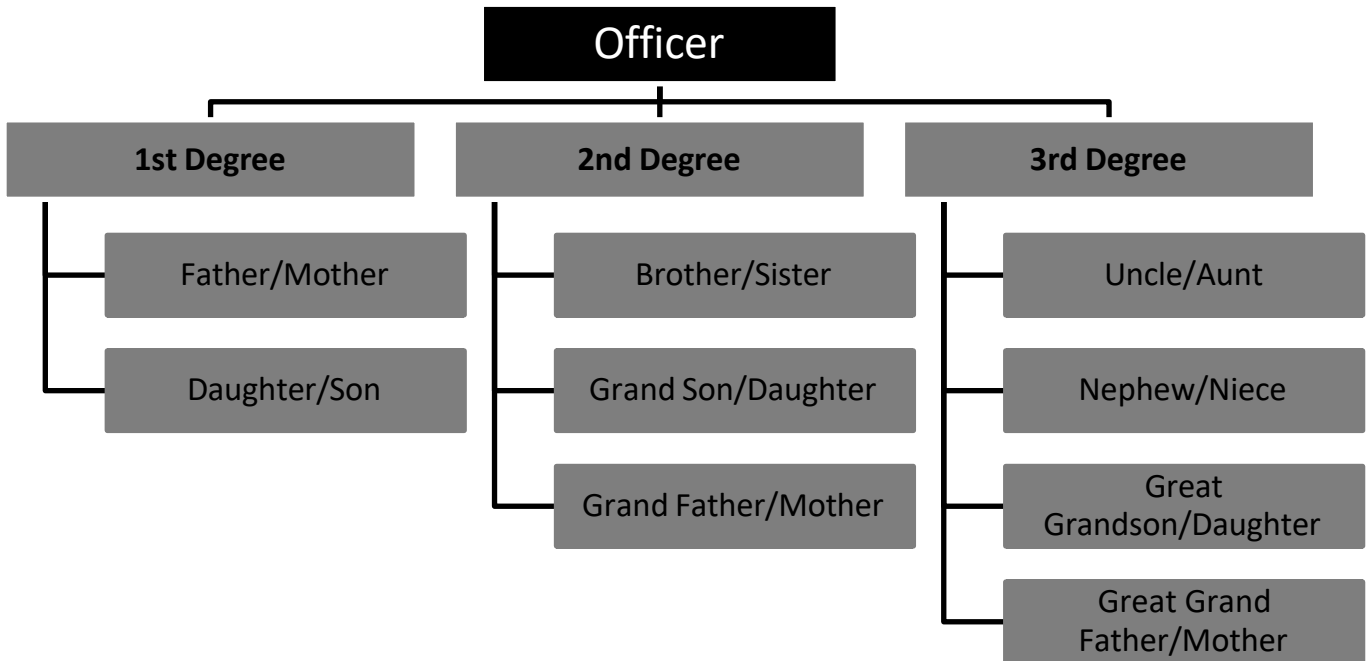 Officer
1st Degree
2nd Degree
3rd Degree
Father/Mother
Brother/Sister
Uncle/Aunt
Daughter/Son
Grand Son/Daughter
Nephew/Niece
Grand Father/Mother
Great
Grandson/Daughter
Great Grand
Father/Mother